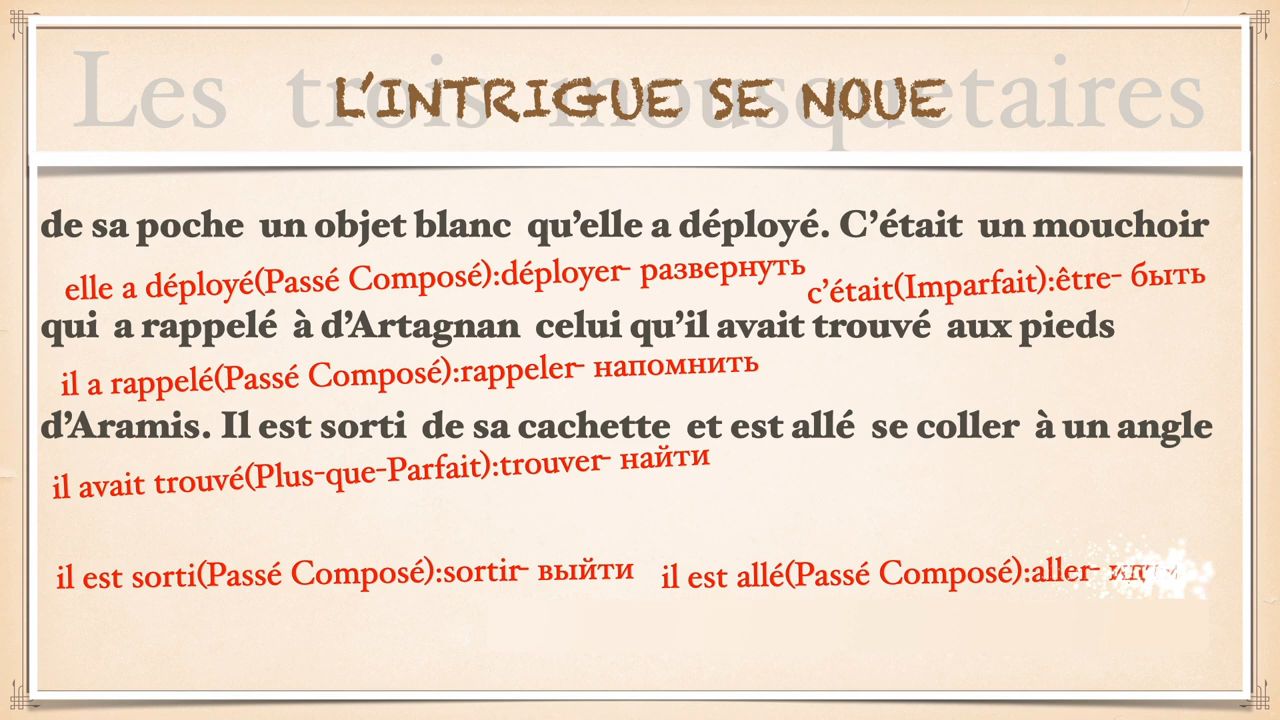 Les trois mousquetaires
L'INTRIGUE SE NOUE
de sa poche un objet blanc qu'elle a déployé. C'était un mouchoir
elle a déployé(Passé Composé):déployer- развернуть
c'était(Imparfait):être- быть
qui a rappelé à d'Artagnan celui qu'il avait trouvé aux pieds
il a rappelé(Passé Composé):rappeler- напомнить
d'Aramis. Il est sorti de sa cachette et est allé se coller à un angle
il avait trouvé(Plus-que-Parfait):trouver- найти
il est sorti(Passé Composé):sortir- выйти
il est allé(Passé Composé):aller-